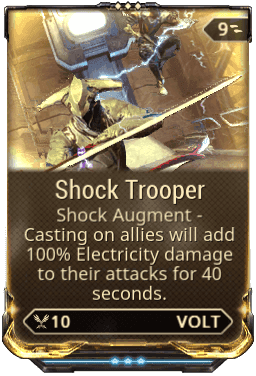 9
Shock Trooper
Shock Augment -
Casting on allies will add
100% Electricity damage
to their attacks for 40
seconds.
10 VOLT